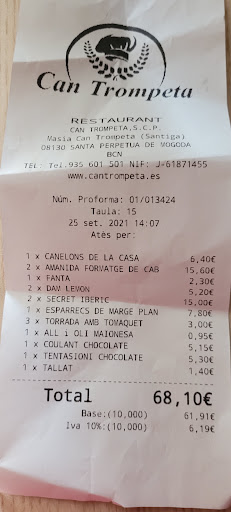 Can Trompeta
RESTAURANT
CAN TROMPETA,S.C.P.
Masia Can Trompeta (Santiga)
08130 SANTA PERPETUA DE MOGODA
BCN
TEL: Tel.935 601 501 NIF: J-61871455
www.cantrompeta.es
Núm. Proforma: 01/013424
Taula: 15
25 set. 2021 14:07
Atès per:
1 x CANELONS DE LA CASA 6,40€
2 x AMANIDA FORMATGE DE CAB 15,60€
1 x FANTA 2,30€
2 x DAM LEMON 5,20€
2 x SECRET IBERIC 15,00€
1 x ESPARRECS DE MARGE PLAN 7,80€
3 x TORRADA AMB TOMAQUET 3,00€
1 x ALL i OLI MAIONESA 0,95€
1 x COULANT CHOCOLATE 5,15€
1 x TENTASIONI CHOCOLATE 5,30€
1 x TALLAT 1,40€
Total 68,10€
Base:(10,000) 61,91€
Iva 10%:(10,000) 6,19€